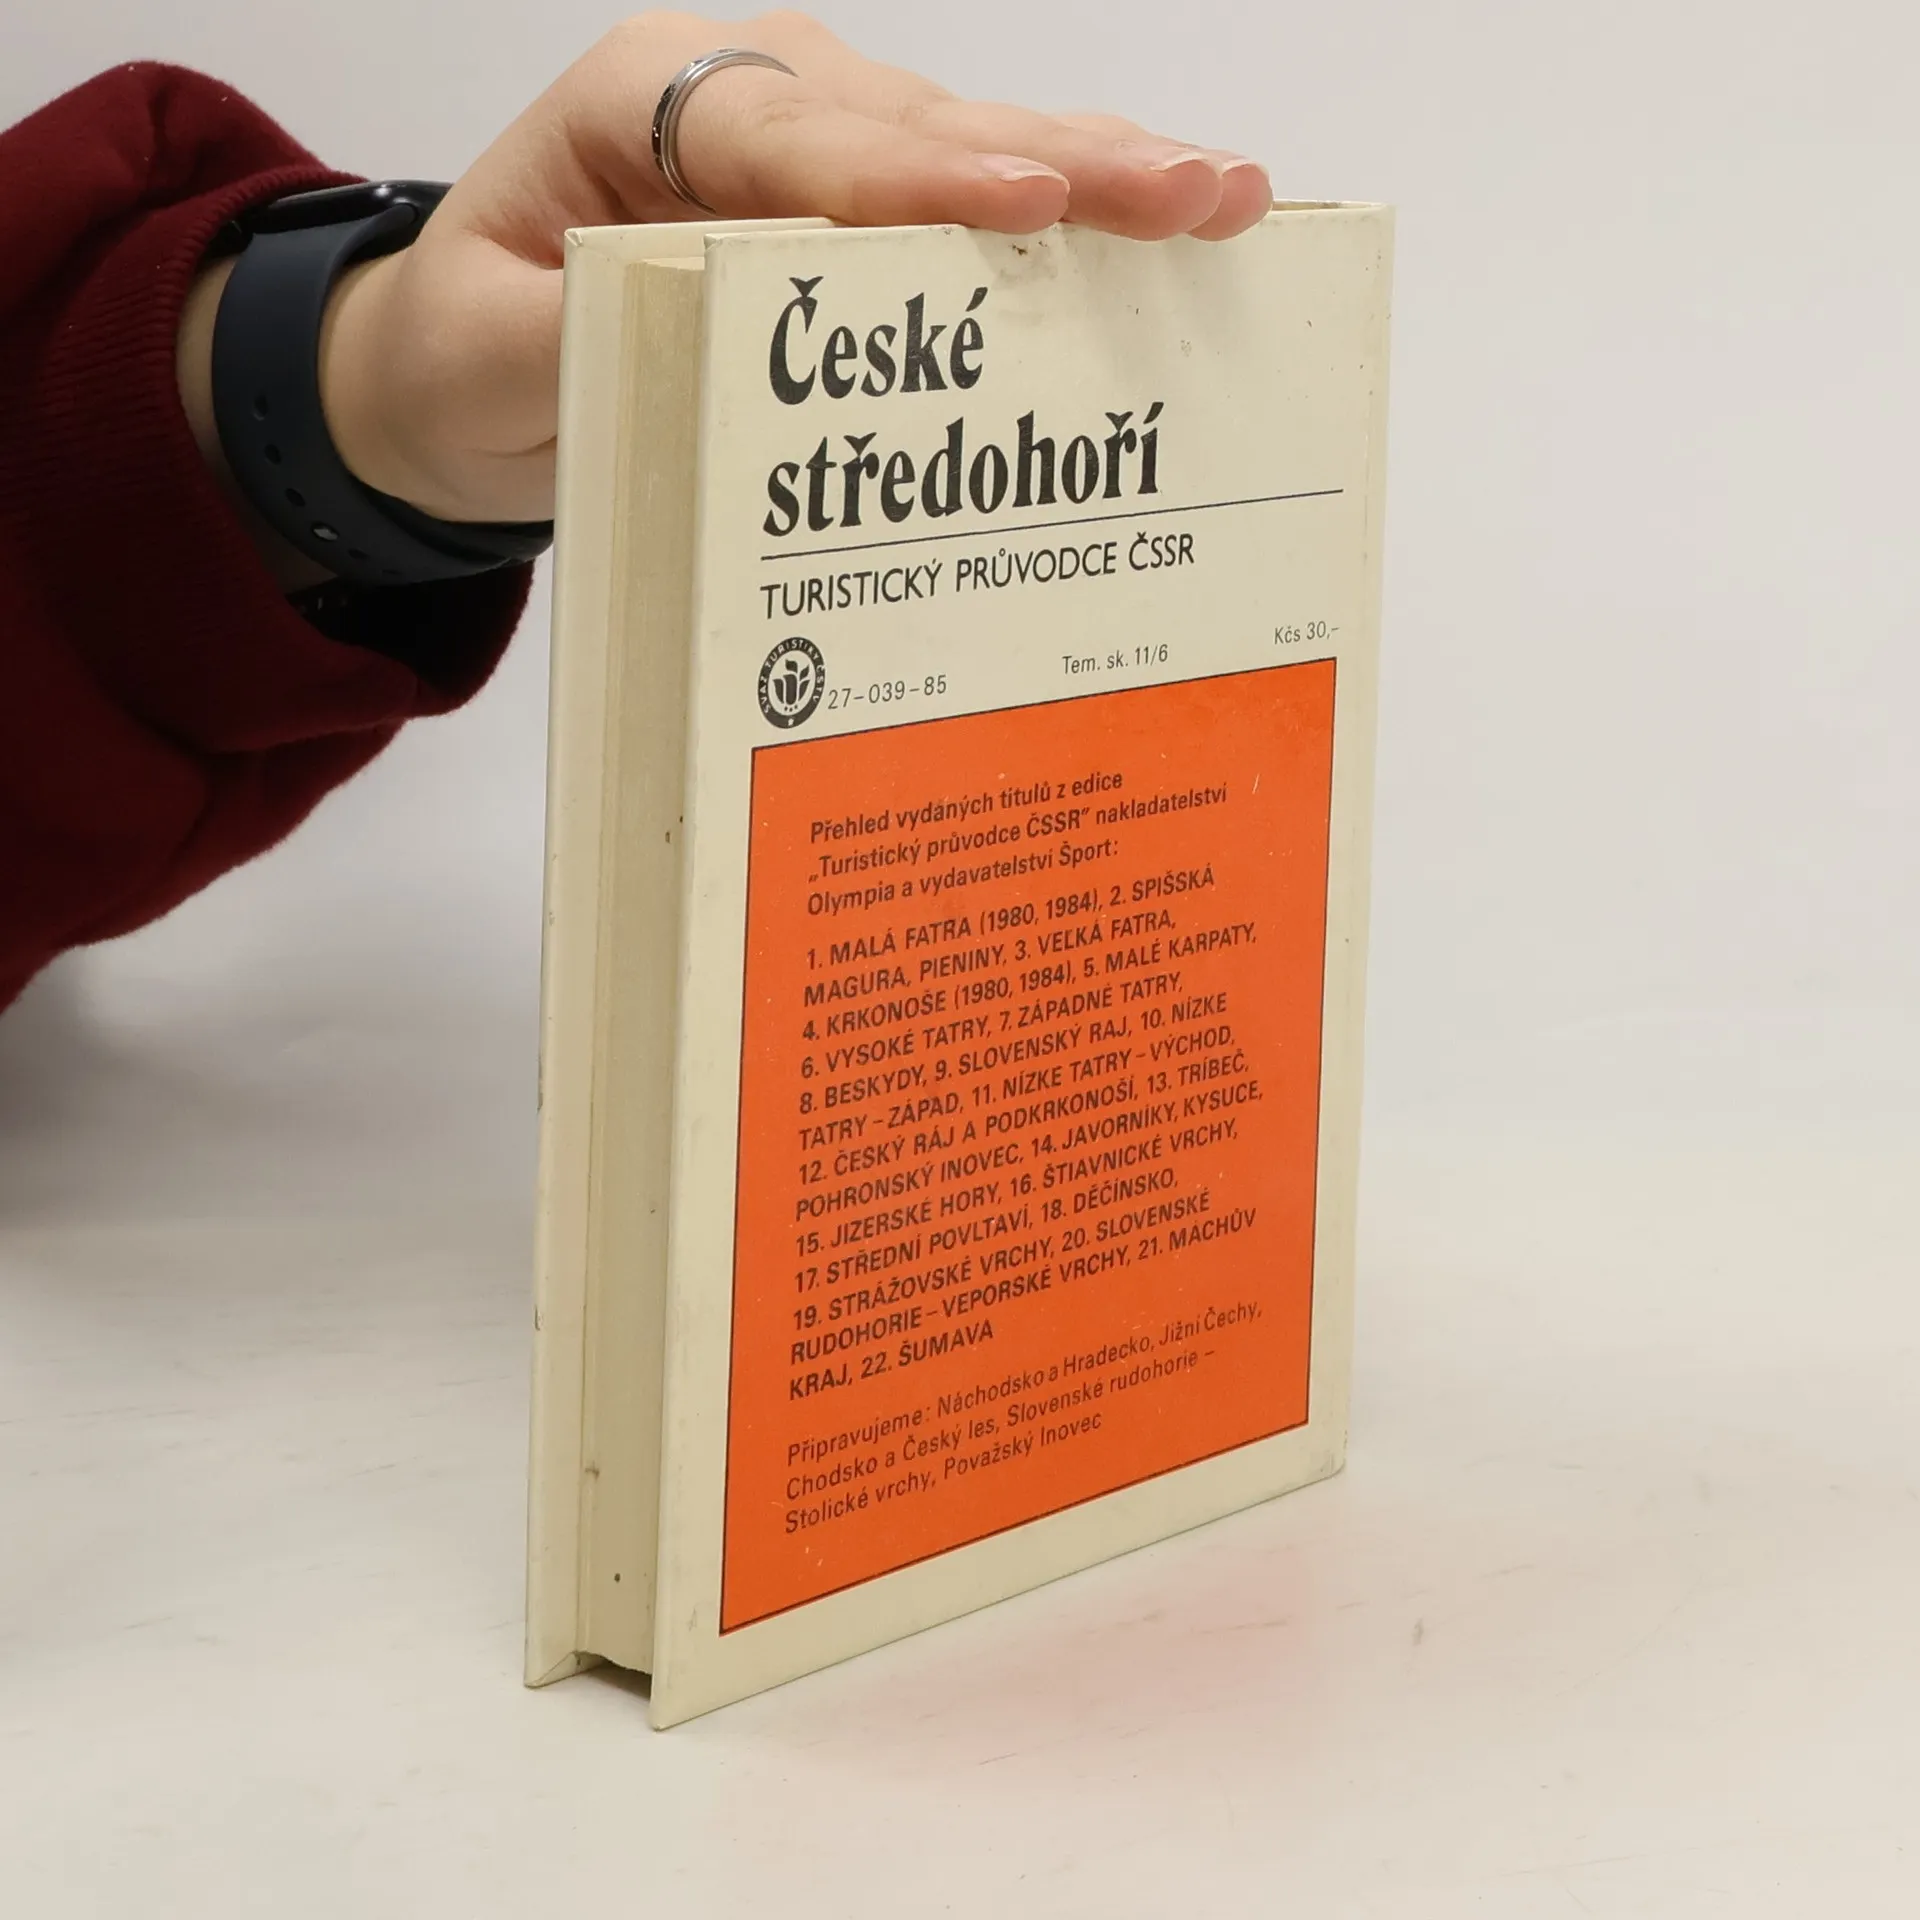 České
středohoří
TURISTICKÝ PRŮVODCE ČSSR
SVAZ TURISTIKY ČSTV
27-039-85
Tem. sk. 11/6
Kčs 30,-
Přehled vydaných titulů z edice
„Turistický průvodce ČSSR" nakladatelství
Olympia a vydavatelství Šport:
1. MALÁ FATRA (1980, 1984), 2. SPIŠSKÁ
MAGURA, PIENINY, 3. VEĽKÁ FATRA,
4. KRKONOŠE (1980, 1984), 5. MALÉ KARPATY,
6. VYSOKÉ TATRY, 7. ZÁPADNÉ TATRY,
8. BESKYDY, 9. SLOVENSKÝ RAJ, 10. NÍZKE
TATRY – ZÁPAD, 11. NÍZKE TATRY – VÝCHOD,
12. ČESKÝ RÁJ A PODKRKONOŠÍ, 13. TRÍBEČ,
POHRONSKÝ INOVEC, 14. JAVORNÍKY, KYSUCE,
15. JIZERSKÉ HORY, 16. ŠTIAVNICKÉ VRCHY,
17. STŘEDNÍ POVLTAVÍ, 18. DĚČÍNSKO,
19. STRÁŽOVSKÉ VRCHY, 20. SLOVENSKÉ
RUDOHORIE – VEPORSKÉ VRCHY, 21. MÁCHŮV
KRAJ, 22. ŠUMAVA
Připravujeme: Náchodsko a Hradecko, Jižní Čechy,
Chodsko a Český les, Slovenské rudohorie –
Stolické vrchy, Považský Inovec